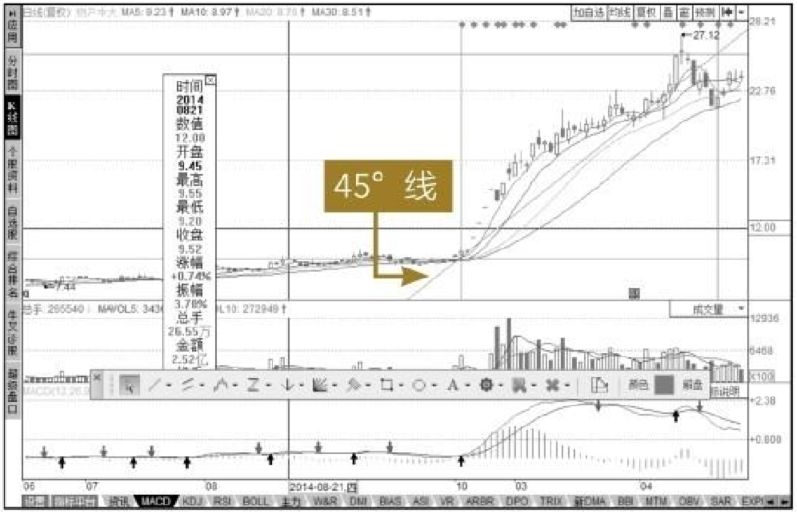 日线(复权) 物产中大 MA5: 9.23↑ MA10: 8.97↑ MA20: 8.76↑ MA30: 8.51↑
加自选 均线 复权 叠 预测
28.21
27.12
22.76
17.31
12.00
7.44
应用
分时图
K线图
个股资料
自选股
综合排名
牛叉诊股
超级盘口
时间
2014
0821
数值
12.00
开盘
9.45
最高
9.55
最低
9.20
收盘
9.52
涨幅
+0.74%
振幅
3.78%
总手
26.55万
金额
2.52亿
45° 线
总手: 265540 MAVOL5: 343
OL10: 272949↑
成交量
12936
6468
X100
MACD(12,26,9
A
颜色
解盘
标说明
+2.38
+0.808
06 07 08 2014-08-21,四 10 03 04
设置 指标平台 资讯 MACD KDJ RSI BOLL 主力 W&R DMI BIAS ASI VR ARBR DPO TRIX 新DMA BBI MTM OBV SAR EXPI